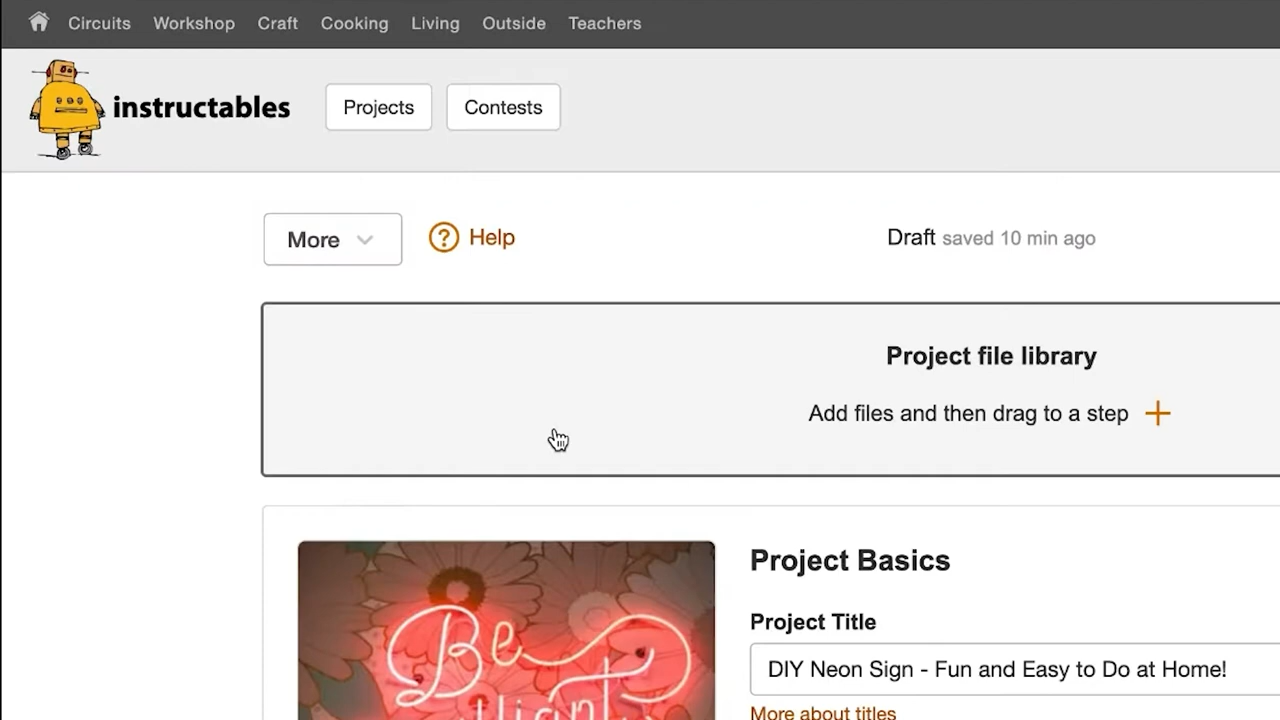 Circuits Workshop Craft Cooking Living Outside Teachers
instructables Projects Contests
More Help Draft saved 10 min ago
Project file library
Add files and then drag to a step
Project Basics
Project Title
DIY Neon Sign - Fun and Easy to Do at Home!
More about titles
Be